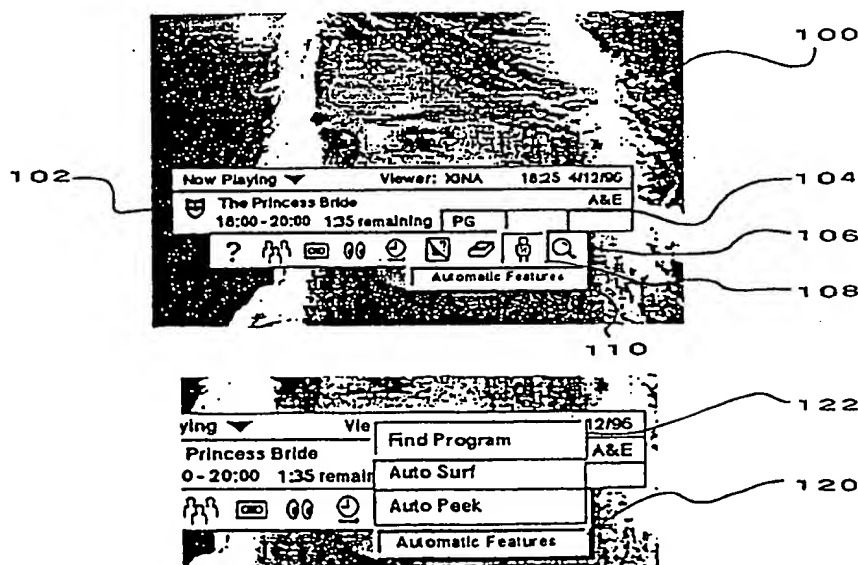 100
102
Now Playing Viewer: XINA 18:25 4/12/96
104
The Princess Bride A&E
18:00 - 20:00 1:35 remaining PG
106
?
Automatic Features
108
110
122
ying Vie 12/96
Find Program
Princess Bride A&E
0 - 20:00 1:35 remain
Auto Surf
Auto Peek
120
Automatic Features